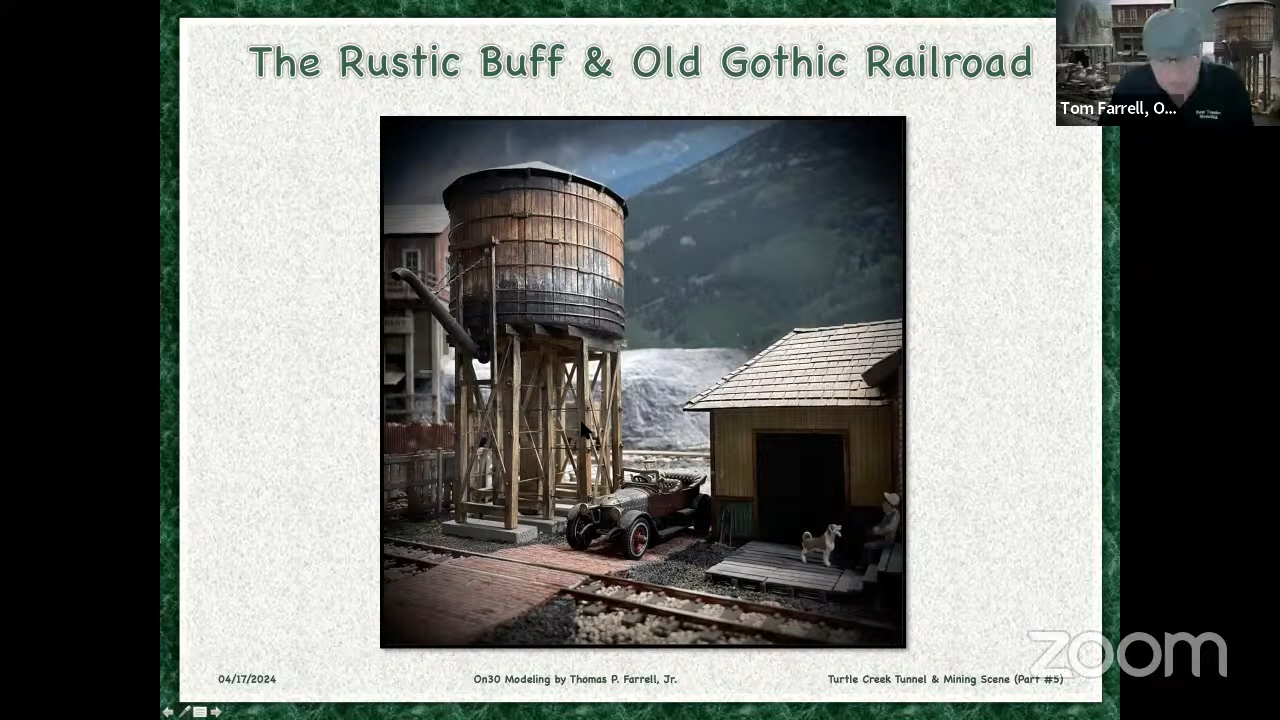 The Rustic Buff & Old Gothic Railroad
Tom Farrell, O...
zoom
04/17/2024
On30 Modeling by Thomas P. Farrell, Jr.
Turtle Creek Tunnel & Mining Scene (Part #5)